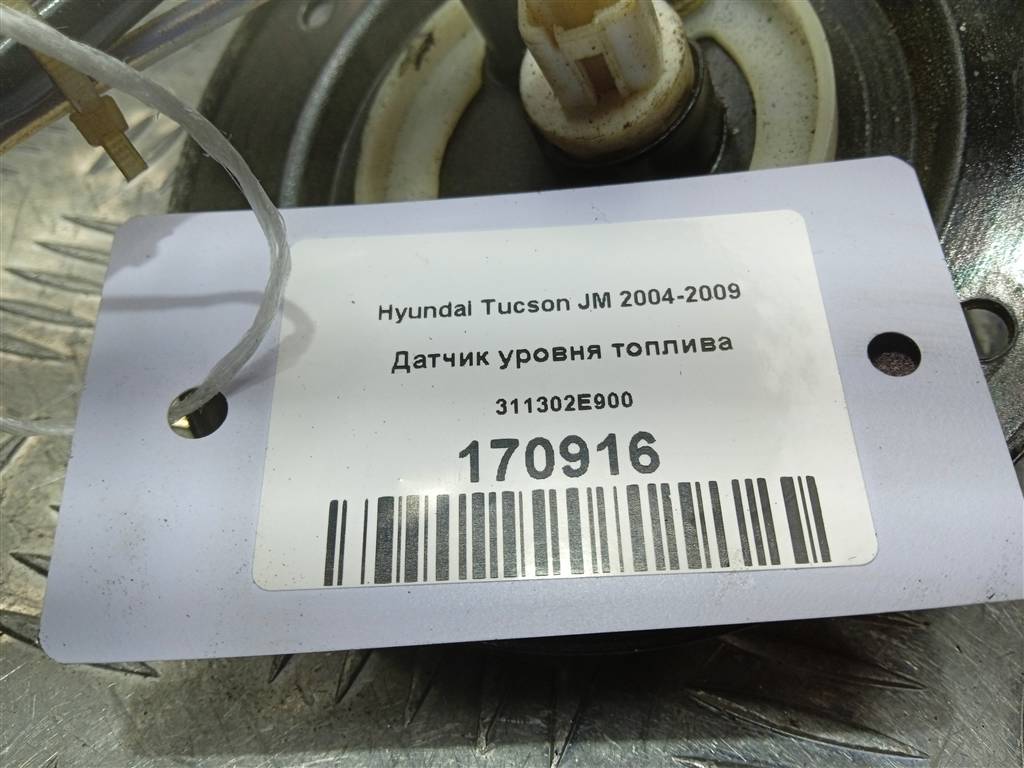 Hyundai Tucson JM 2004-2009
Датчик уровня топлива
311302E900
170916